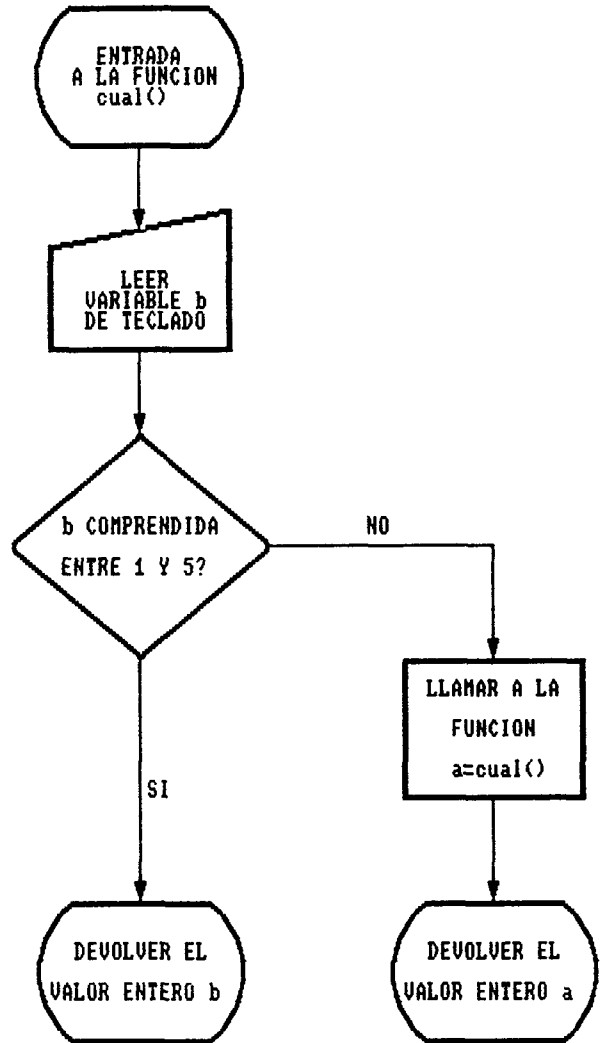 ENTRADA
A LA FUNCION
cual()
LEER
VARIABLE b
DE TECLADO
b COMPRENDIDA
ENTRE 1 Y 5?
NO
LLAMAR A LA
FUNCION
a=cual()
SI
DEVOLVER EL
VALOR ENTERO b
DEVOLVER EL
VALOR ENTERO a